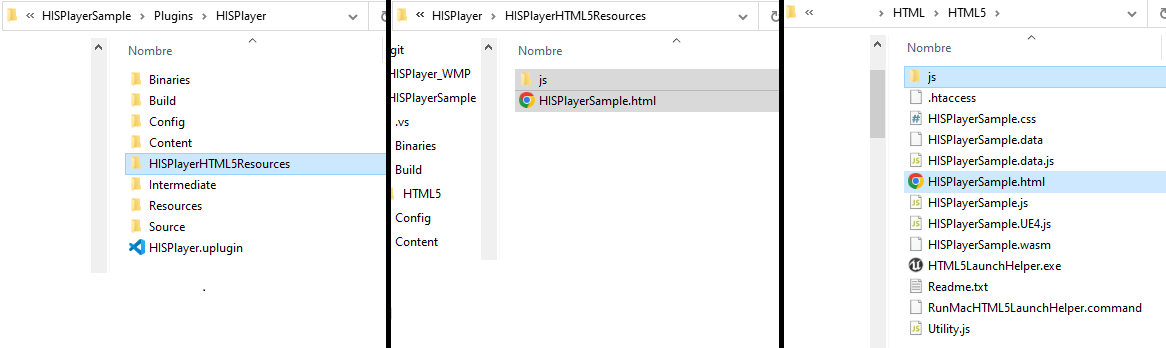 « HISPlayerSample > Plugins > HISPlayer
Nombre
Binaries
Build
Config
Content
HISPlayerHTML5Resources
Intermediate
Resources
Source
HISPlayer.uplugin
« HISPlayer > HISPlayerHTML5Resources
git
HISPlayer_WMP
HISPlayerSample
.vs
Binaries
Build
HTML5
Config
Content
Nombre
js
HISPlayerSample.html
« > HTML > HTML5
Nombre
js
.htaccess
HISPlayerSample.css
HISPlayerSample.data
HISPlayerSample.data.js
HISPlayerSample.html
HISPlayerSample.js
HISPlayerSample.UE4.js
HISPlayerSample.wasm
HTML5LaunchHelper.exe
Readme.txt
RunMacHTML5LaunchHelper.command
Utility.js